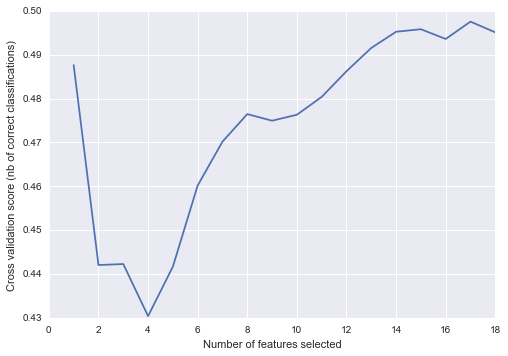 0.50
0.49
0.48
0.47
0.46
0.45
0.44
0.43
Cross validation score (nb of correct classifications)
0 2 4 6 8 10 12 14 16 18
Number of features selected